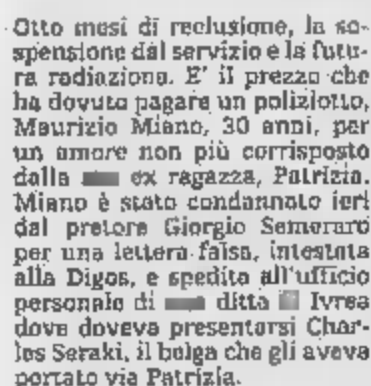 Otto mesi di reclusione, la so-
spensione dal servizio e la futu-
ra radiazione. E' il prezzo che
ha dovuto pagare un poliziotto,
Maurizio Miano, 30 anni, per
un amore non più corrisposto
dalla ex ragazza, Patrizia.
Miano è stato condannato ieri
dal pretore Giorgio Semeraro
per una lettera falsa, intestata
alla Digos, e spedita all'ufficio
personale di ditta Ivrea
dove doveva presentarsi Char-
les Seraki, il belga che gli aveva
portato via Patrizia.